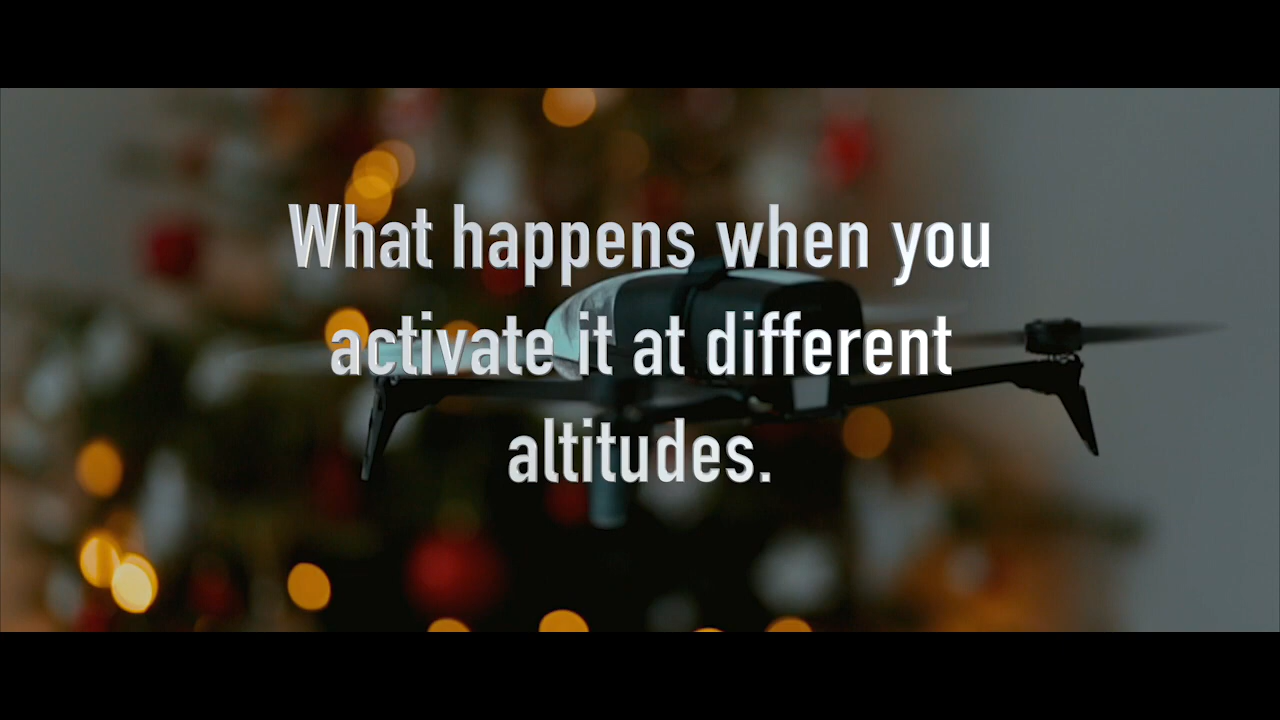 What happens when you
activate it at different
altitudes.